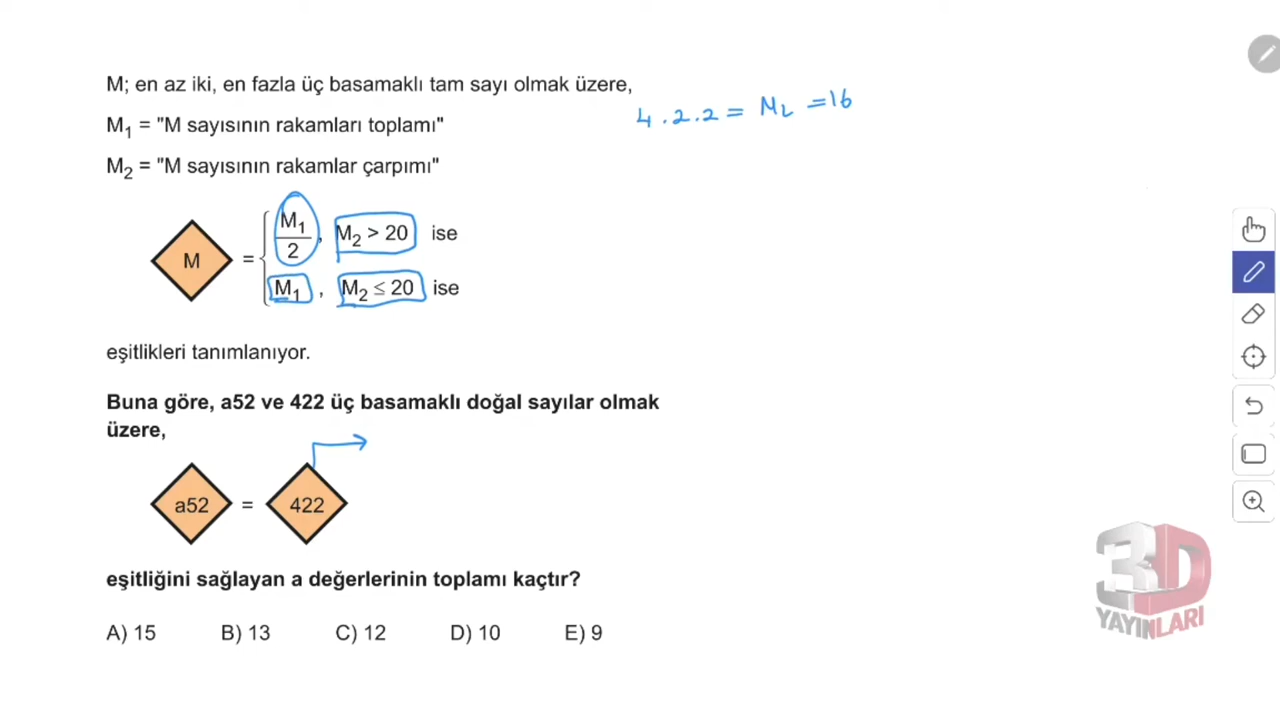 M; en az iki, en fazla üç basamaklı tam sayı olmak üzere,
4 . 2 . 2 = M₂ = 16
M₁ = "M sayısının rakamları toplamı"
M₂ = "M sayısının rakamlar çarpımı"
M = { M₁/2 , M₂ > 20 ise
M₁ , M₂ ≤ 20 ise
eşitlikleri tanımlanıyor.
Buna göre, a52 ve 422 üç basamaklı doğal sayılar olmak
üzere,
a52 = 422
eşitliğini sağlayan a değerlerinin toplamı kaçtır?
A) 15 B) 13 C) 12 D) 10 E) 9
3D
YAYINLARI